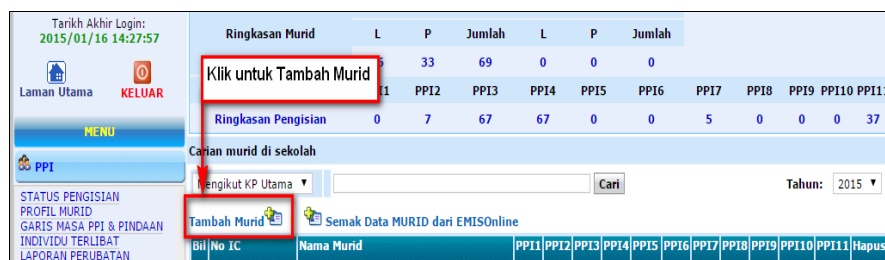 Tarikh Akhir Login:
2015/01/16 14:27:57
Laman Utama KELUAR
MENU
PPI
STATUS PENGISIAN
PROFIL MURID
GARIS MASA PPI & PINDAAN
INDIVIDU TERLIBAT
LAPORAN PERUBATAN
Ringkasan Murid L P Jumlah L P Jumlah
33 69 0 0 0
Klik untuk Tambah Murid
PPI2 PPI3 PPI4 PPI5 PPI6 PPI7 PPI8 PPI9 PPI10 PPI11
Ringkasan Pengisian 0 7 67 67 0 0 5 0 0 0 37
Carian murid di sekolah
Mengikut KP Utama Cari Tahun: 2015
Tambah Murid Semak Data MURID dari EMISOnline
Bil No IC Nama Murid PPI1 PPI2 PPI3 PPI4 PPI5 PPI6 PPI7 PPI8 PPI9 PPI10 PPI11 Hapus